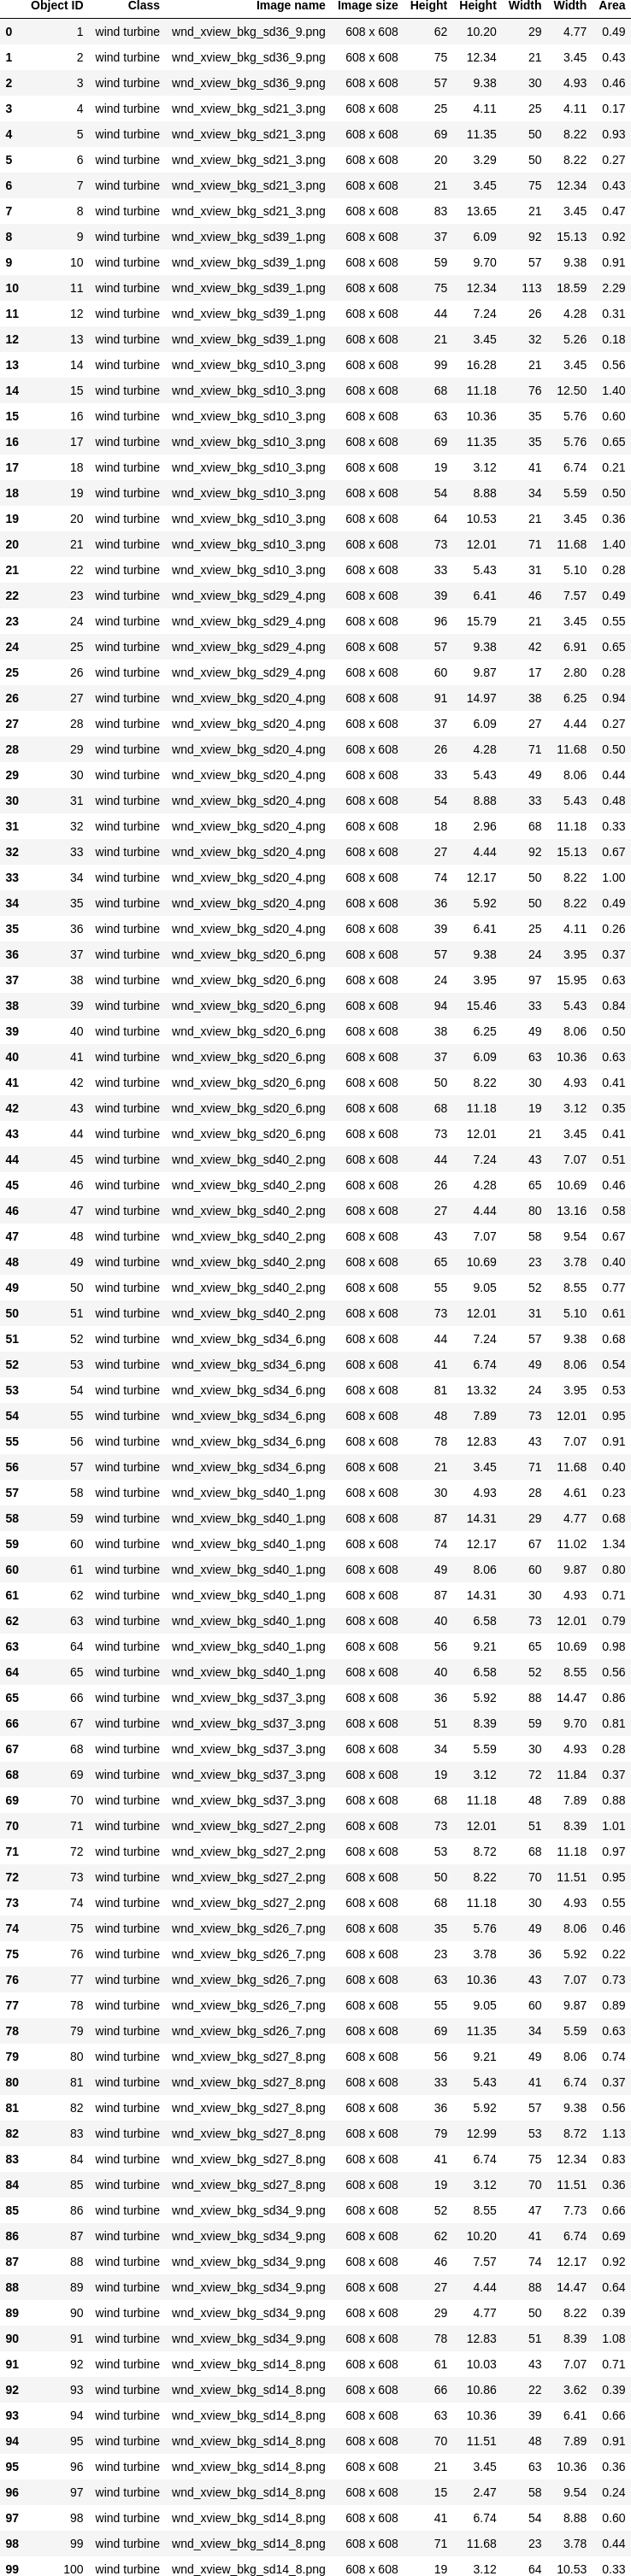 Object ID Class Image name Image size Height Height Width Width Area
0 1 wind turbine wnd_xview_bkg_sd36_9.png 608 x 608 62 10.20 29 4.77 0.49
1 2 wind turbine wnd_xview_bkg_sd36_9.png 608 x 608 75 12.34 21 3.45 0.43
2 3 wind turbine wnd_xview_bkg_sd36_9.png 608 x 608 57 9.38 30 4.93 0.46
3 4 wind turbine wnd_xview_bkg_sd21_3.png 608 x 608 25 4.11 25 4.11 0.17
4 5 wind turbine wnd_xview_bkg_sd21_3.png 608 x 608 69 11.35 50 8.22 0.93
5 6 wind turbine wnd_xview_bkg_sd21_3.png 608 x 608 20 3.29 50 8.22 0.27
6 7 wind turbine wnd_xview_bkg_sd21_3.png 608 x 608 21 3.45 75 12.34 0.43
7 8 wind turbine wnd_xview_bkg_sd21_3.png 608 x 608 83 13.65 21 3.45 0.47
8 9 wind turbine wnd_xview_bkg_sd39_1.png 608 x 608 37 6.09 92 15.13 0.92
9 10 wind turbine wnd_xview_bkg_sd39_1.png 608 x 608 59 9.70 57 9.38 0.91
10 11 wind turbine wnd_xview_bkg_sd39_1.png 608 x 608 75 12.34 113 18.59 2.29
11 12 wind turbine wnd_xview_bkg_sd39_1.png 608 x 608 44 7.24 26 4.28 0.31
12 13 wind turbine wnd_xview_bkg_sd39_1.png 608 x 608 21 3.45 32 5.26 0.18
13 14 wind turbine wnd_xview_bkg_sd10_3.png 608 x 608 99 16.28 21 3.45 0.56
14 15 wind turbine wnd_xview_bkg_sd10_3.png 608 x 608 68 11.18 76 12.50 1.40
15 16 wind turbine wnd_xview_bkg_sd10_3.png 608 x 608 63 10.36 35 5.76 0.60
16 17 wind turbine wnd_xview_bkg_sd10_3.png 608 x 608 69 11.35 35 5.76 0.65
17 18 wind turbine wnd_xview_bkg_sd10_3.png 608 x 608 19 3.12 41 6.74 0.21
18 19 wind turbine wnd_xview_bkg_sd10_3.png 608 x 608 54 8.88 34 5.59 0.50
19 20 wind turbine wnd_xview_bkg_sd10_3.png 608 x 608 64 10.53 21 3.45 0.36
20 21 wind turbine wnd_xview_bkg_sd10_3.png 608 x 608 73 12.01 71 11.68 1.40
21 22 wind turbine wnd_xview_bkg_sd10_3.png 608 x 608 33 5.43 31 5.10 0.28
22 23 wind turbine wnd_xview_bkg_sd29_4.png 608 x 608 39 6.41 46 7.57 0.49
23 24 wind turbine wnd_xview_bkg_sd29_4.png 608 x 608 96 15.79 21 3.45 0.55
24 25 wind turbine wnd_xview_bkg_sd29_4.png 608 x 608 57 9.38 42 6.91 0.65
25 26 wind turbine wnd_xview_bkg_sd29_4.png 608 x 608 60 9.87 17 2.80 0.28
26 27 wind turbine wnd_xview_bkg_sd20_4.png 608 x 608 91 14.97 38 6.25 0.94
27 28 wind turbine wnd_xview_bkg_sd20_4.png 608 x 608 37 6.09 27 4.44 0.27
28 29 wind turbine wnd_xview_bkg_sd20_4.png 608 x 608 26 4.28 71 11.68 0.50
29 30 wind turbine wnd_xview_bkg_sd20_4.png 608 x 608 33 5.43 49 8.06 0.44
30 31 wind turbine wnd_xview_bkg_sd20_4.png 608 x 608 54 8.88 33 5.43 0.48
31 32 wind turbine wnd_xview_bkg_sd20_4.png 608 x 608 18 2.96 68 11.18 0.33
32 33 wind turbine wnd_xview_bkg_sd20_4.png 608 x 608 27 4.44 92 15.13 0.67
33 34 wind turbine wnd_xview_bkg_sd20_4.png 608 x 608 74 12.17 50 8.22 1.00
34 35 wind turbine wnd_xview_bkg_sd20_4.png 608 x 608 36 5.92 50 8.22 0.49
35 36 wind turbine wnd_xview_bkg_sd20_4.png 608 x 608 39 6.41 25 4.11 0.26
36 37 wind turbine wnd_xview_bkg_sd20_6.png 608 x 608 57 9.38 24 3.95 0.37
37 38 wind turbine wnd_xview_bkg_sd20_6.png 608 x 608 24 3.95 97 15.95 0.63
38 39 wind turbine wnd_xview_bkg_sd20_6.png 608 x 608 94 15.46 33 5.43 0.84
39 40 wind turbine wnd_xview_bkg_sd20_6.png 608 x 608 38 6.25 49 8.06 0.50
40 41 wind turbine wnd_xview_bkg_sd20_6.png 608 x 608 37 6.09 63 10.36 0.63
41 42 wind turbine wnd_xview_bkg_sd20_6.png 608 x 608 50 8.22 30 4.93 0.41
42 43 wind turbine wnd_xview_bkg_sd20_6.png 608 x 608 68 11.18 19 3.12 0.35
43 44 wind turbine wnd_xview_bkg_sd20_6.png 608 x 608 73 12.01 21 3.45 0.41
44 45 wind turbine wnd_xview_bkg_sd40_2.png 608 x 608 44 7.24 43 7.07 0.51
45 46 wind turbine wnd_xview_bkg_sd40_2.png 608 x 608 26 4.28 65 10.69 0.46
46 47 wind turbine wnd_xview_bkg_sd40_2.png 608 x 608 27 4.44 80 13.16 0.58
47 48 wind turbine wnd_xview_bkg_sd40_2.png 608 x 608 43 7.07 58 9.54 0.67
48 49 wind turbine wnd_xview_bkg_sd40_2.png 608 x 608 65 10.69 23 3.78 0.40
49 50 wind turbine wnd_xview_bkg_sd40_2.png 608 x 608 55 9.05 52 8.55 0.77
50 51 wind turbine wnd_xview_bkg_sd40_2.png 608 x 608 73 12.01 31 5.10 0.61
51 52 wind turbine wnd_xview_bkg_sd34_6.png 608 x 608 44 7.24 57 9.38 0.68
52 53 wind turbine wnd_xview_bkg_sd34_6.png 608 x 608 41 6.74 49 8.06 0.54
53 54 wind turbine wnd_xview_bkg_sd34_6.png 608 x 608 81 13.32 24 3.95 0.53
54 55 wind turbine wnd_xview_bkg_sd34_6.png 608 x 608 48 7.89 73 12.01 0.95
55 56 wind turbine wnd_xview_bkg_sd34_6.png 608 x 608 78 12.83 43 7.07 0.91
56 57 wind turbine wnd_xview_bkg_sd34_6.png 608 x 608 21 3.45 71 11.68 0.40
57 58 wind turbine wnd_xview_bkg_sd40_1.png 608 x 608 30 4.93 28 4.61 0.23
58 59 wind turbine wnd_xview_bkg_sd40_1.png 608 x 608 87 14.31 29 4.77 0.68
59 60 wind turbine wnd_xview_bkg_sd40_1.png 608 x 608 74 12.17 67 11.02 1.34
60 61 wind turbine wnd_xview_bkg_sd40_1.png 608 x 608 49 8.06 60 9.87 0.80
61 62 wind turbine wnd_xview_bkg_sd40_1.png 608 x 608 87 14.31 30 4.93 0.71
62 63 wind turbine wnd_xview_bkg_sd40_1.png 608 x 608 40 6.58 73 12.01 0.79
63 64 wind turbine wnd_xview_bkg_sd40_1.png 608 x 608 56 9.21 65 10.69 0.98
64 65 wind turbine wnd_xview_bkg_sd40_1.png 608 x 608 40 6.58 52 8.55 0.56
65 66 wind turbine wnd_xview_bkg_sd37_3.png 608 x 608 36 5.92 88 14.47 0.86
66 67 wind turbine wnd_xview_bkg_sd37_3.png 608 x 608 51 8.39 59 9.70 0.81
67 68 wind turbine wnd_xview_bkg_sd37_3.png 608 x 608 34 5.59 30 4.93 0.28
68 69 wind turbine wnd_xview_bkg_sd37_3.png 608 x 608 19 3.12 72 11.84 0.37
69 70 wind turbine wnd_xview_bkg_sd37_3.png 608 x 608 68 11.18 48 7.89 0.88
70 71 wind turbine wnd_xview_bkg_sd27_2.png 608 x 608 73 12.01 51 8.39 1.01
71 72 wind turbine wnd_xview_bkg_sd27_2.png 608 x 608 53 8.72 68 11.18 0.97
72 73 wind turbine wnd_xview_bkg_sd27_2.png 608 x 608 50 8.22 70 11.51 0.95
73 74 wind turbine wnd_xview_bkg_sd27_2.png 608 x 608 68 11.18 30 4.93 0.55
74 75 wind turbine wnd_xview_bkg_sd26_7.png 608 x 608 35 5.76 49 8.06 0.46
75 76 wind turbine wnd_xview_bkg_sd26_7.png 608 x 608 23 3.78 36 5.92 0.22
76 77 wind turbine wnd_xview_bkg_sd26_7.png 608 x 608 63 10.36 43 7.07 0.73
77 78 wind turbine wnd_xview_bkg_sd26_7.png 608 x 608 55 9.05 60 9.87 0.89
78 79 wind turbine wnd_xview_bkg_sd26_7.png 608 x 608 69 11.35 34 5.59 0.63
79 80 wind turbine wnd_xview_bkg_sd27_8.png 608 x 608 56 9.21 49 8.06 0.74
80 81 wind turbine wnd_xview_bkg_sd27_8.png 608 x 608 33 5.43 41 6.74 0.37
81 82 wind turbine wnd_xview_bkg_sd27_8.png 608 x 608 36 5.92 57 9.38 0.56
82 83 wind turbine wnd_xview_bkg_sd27_8.png 608 x 608 79 12.99 53 8.72 1.13
83 84 wind turbine wnd_xview_bkg_sd27_8.png 608 x 608 41 6.74 75 12.34 0.83
84 85 wind turbine wnd_xview_bkg_sd27_8.png 608 x 608 19 3.12 70 11.51 0.36
85 86 wind turbine wnd_xview_bkg_sd34_9.png 608 x 608 52 8.55 47 7.73 0.66
86 87 wind turbine wnd_xview_bkg_sd34_9.png 608 x 608 62 10.20 41 6.74 0.69
87 88 wind turbine wnd_xview_bkg_sd34_9.png 608 x 608 46 7.57 74 12.17 0.92
88 89 wind turbine wnd_xview_bkg_sd34_9.png 608 x 608 27 4.44 88 14.47 0.64
89 90 wind turbine wnd_xview_bkg_sd34_9.png 608 x 608 29 4.77 50 8.22 0.39
90 91 wind turbine wnd_xview_bkg_sd34_9.png 608 x 608 78 12.83 51 8.39 1.08
91 92 wind turbine wnd_xview_bkg_sd14_8.png 608 x 608 61 10.03 43 7.07 0.71
92 93 wind turbine wnd_xview_bkg_sd14_8.png 608 x 608 66 10.86 22 3.62 0.39
93 94 wind turbine wnd_xview_bkg_sd14_8.png 608 x 608 63 10.36 39 6.41 0.66
94 95 wind turbine wnd_xview_bkg_sd14_8.png 608 x 608 70 11.51 48 7.89 0.91
95 96 wind turbine wnd_xview_bkg_sd14_8.png 608 x 608 21 3.45 63 10.36 0.36
96 97 wind turbine wnd_xview_bkg_sd14_8.png 608 x 608 15 2.47 58 9.54 0.24
97 98 wind turbine wnd_xview_bkg_sd14_8.png 608 x 608 41 6.74 54 8.88 0.60
98 99 wind turbine wnd_xview_bkg_sd14_8.png 608 x 608 71 11.68 23 3.78 0.44
99 100 wind turbine wnd_xview_bkg_sd14_8.png 608 x 608 19 3.12 64 10.53 0.33